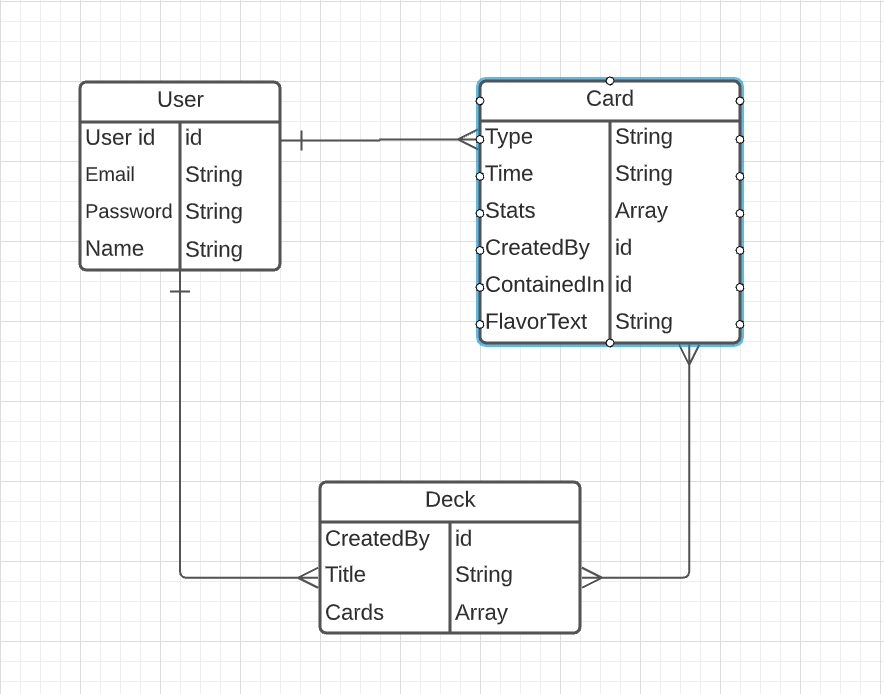 User
User id id
Email String
Password String
Name String
Card
Type String
Time String
Stats Array
CreatedBy id
ContainedIn id
FlavorText String
Deck
CreatedBy id
Title String
Cards Array